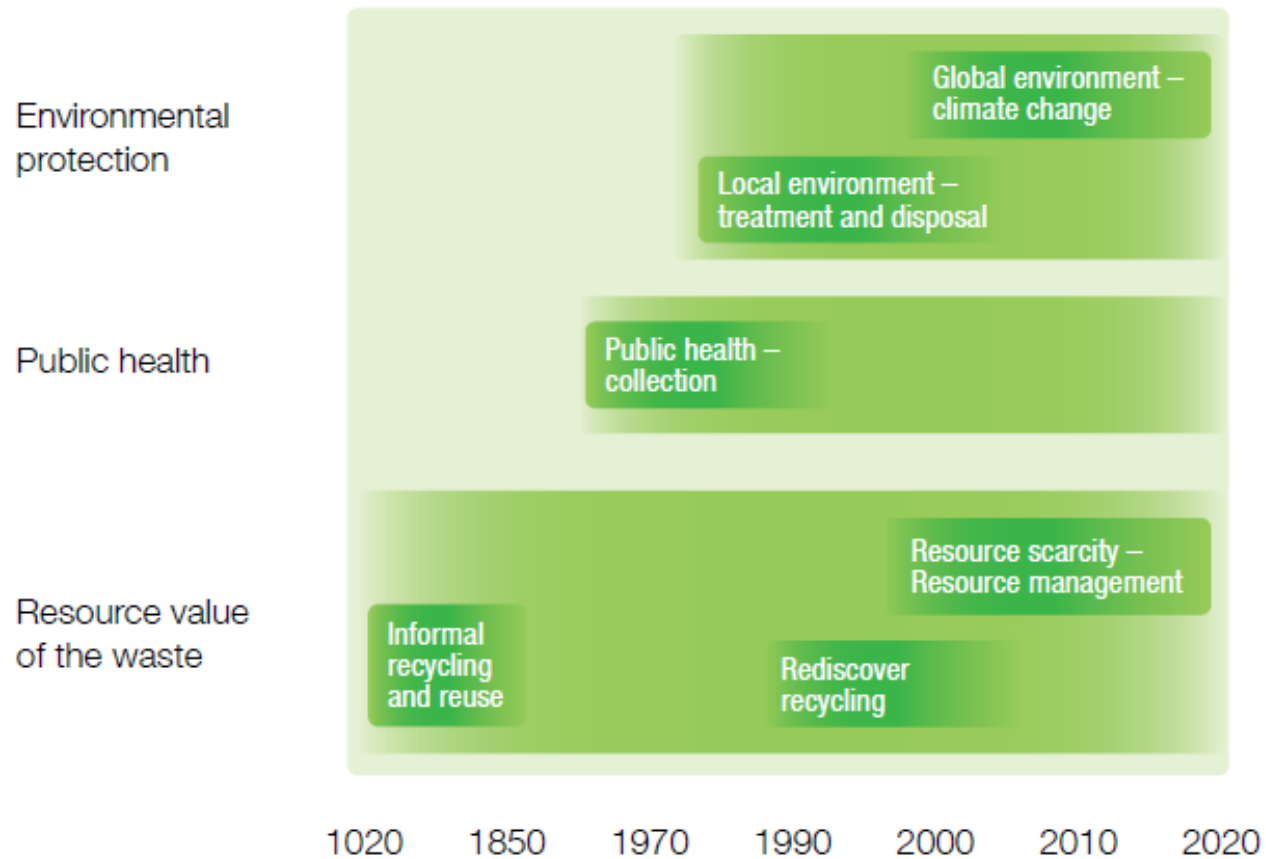 Environmental
protection
Global environment –
climate change
Local environment –
treatment and disposal
Public health
Public health –
collection
Resource value
of the waste
Resource scarcity –
Resource management
Informal
recycling
and reuse
Rediscover
recycling
1020 1850 1970 1990 2000 2010 2020